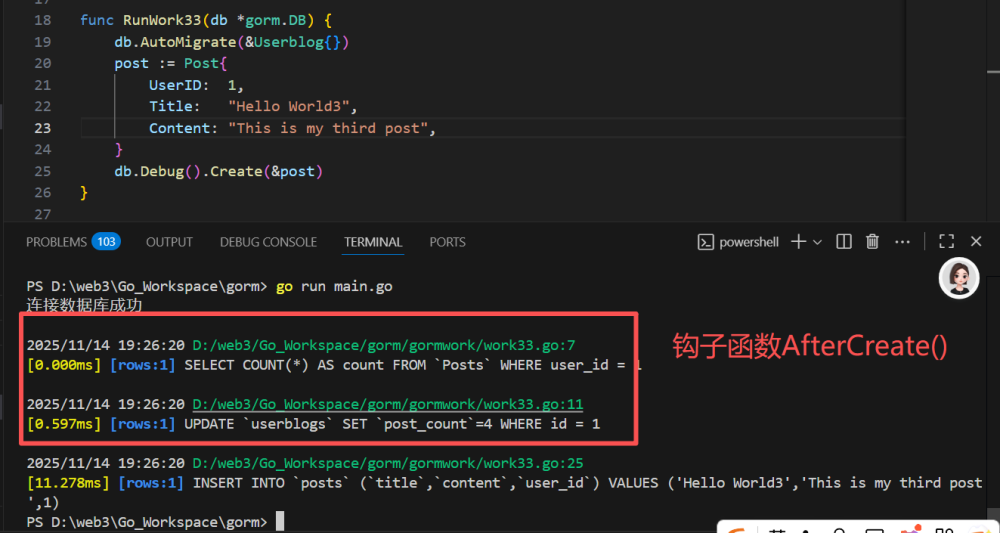 18 func RunWork33(db *gorm.DB) {
19 db.AutoMigrate(&Userblog{})
20 post := Post{
21 UserID: 1,
22 Title: "Hello World3",
23 Content: "This is my third post",
24 }
25 db.Debug().Create(&post)
26 }
27
PROBLEMS 103 OUTPUT DEBUG CONSOLE TERMINAL PORTS powershell
PS D:\web3\Go_Workspace\gorm> go run main.go
连接数据库成功
2025/11/14 19:26:20 D:/web3/Go_Workspace/gorm/gormwork/work33.go:7
[0.000ms] [rows:1] SELECT COUNT(*) AS count FROM `Posts` WHERE user_id = 1
钩子函数AfterCreate()
2025/11/14 19:26:20 D:/web3/Go_Workspace/gorm/gormwork/work33.go:11
[0.597ms] [rows:1] UPDATE `userblogs` SET `post_count`=4 WHERE id = 1
2025/11/14 19:26:20 D:/web3/Go_Workspace/gorm/gormwork/work33.go:25
[11.278ms] [rows:1] INSERT INTO `posts` (`title`,`content`,`user_id`) VALUES ('Hello World3','This is my third post
',1)
PS D:\web3\Go_Workspace\gorm>